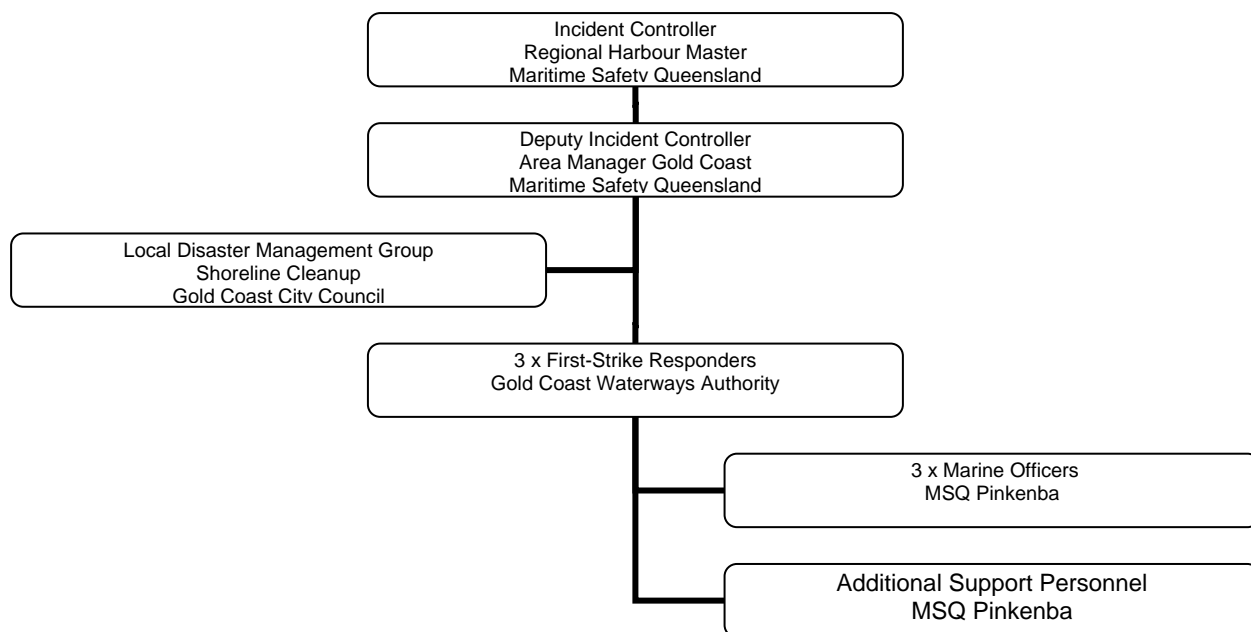 Incident Controller
Regional Harbour Master
Maritime Safety Queensland
Deputy Incident Controller
Area Manager Gold Coast
Maritime Safety Queensland
Local Disaster Management Group
Shoreline Cleanup
Gold Coast City Council
3 x First-Strike Responders
Gold Coast Waterways Authority
3 x Marine Officers
MSQ Pinkenba
Additional Support Personnel
MSQ Pinkenba